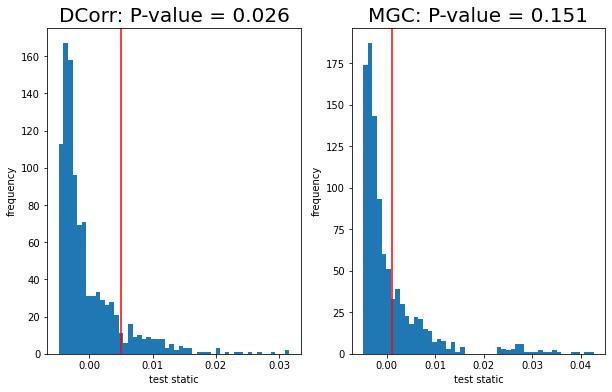 DCorr: P-value = 0.026
175
160
140
120
100
80
60
40
20
0
frequency
0.00 0.01 0.02 0.03
test static
MGC: P-value = 0.151
175
150
125
100
75
50
25
0
frequency
0.00 0.01 0.02 0.03 0.04
test static